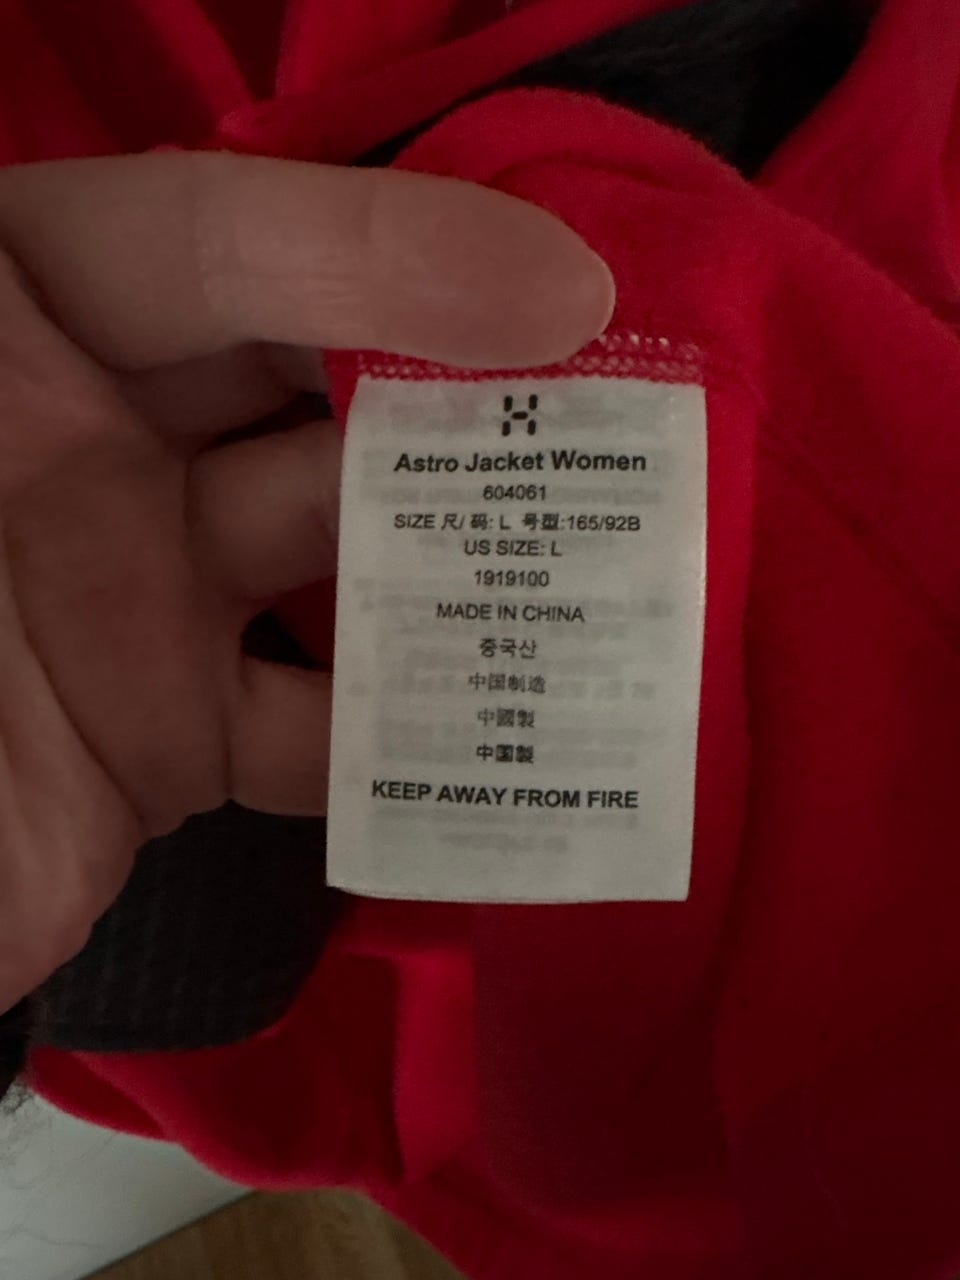 Astro Jacket Women
604061
SIZE 尺/ 码: L 号型:165/92B
US SIZE: L
1919100
MADE IN CHINA
중국산
中国制造
中國製
中国製
KEEP AWAY FROM FIRE